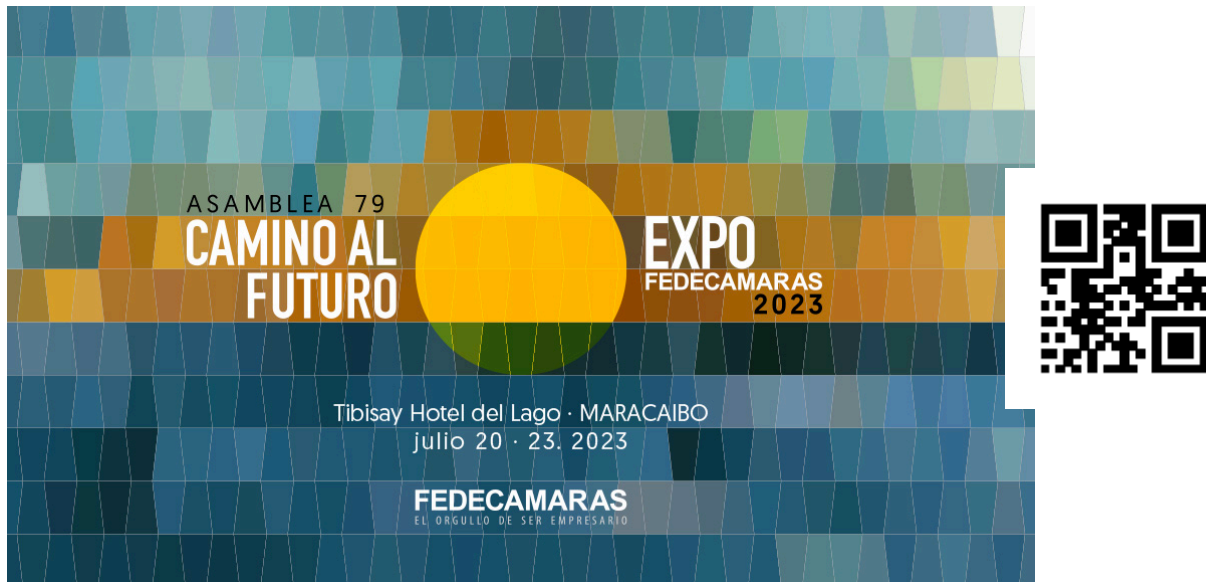 ASAMBLEA 79
CAMINO AL
FUTURO
EXPO
FEDECAMARAS
2023
Tibisay Hotel del Lago · MARACAIBO
julio 20 · 23. 2023
FEDECAMARAS
EL ORGULLO DE SER EMPRESARIO